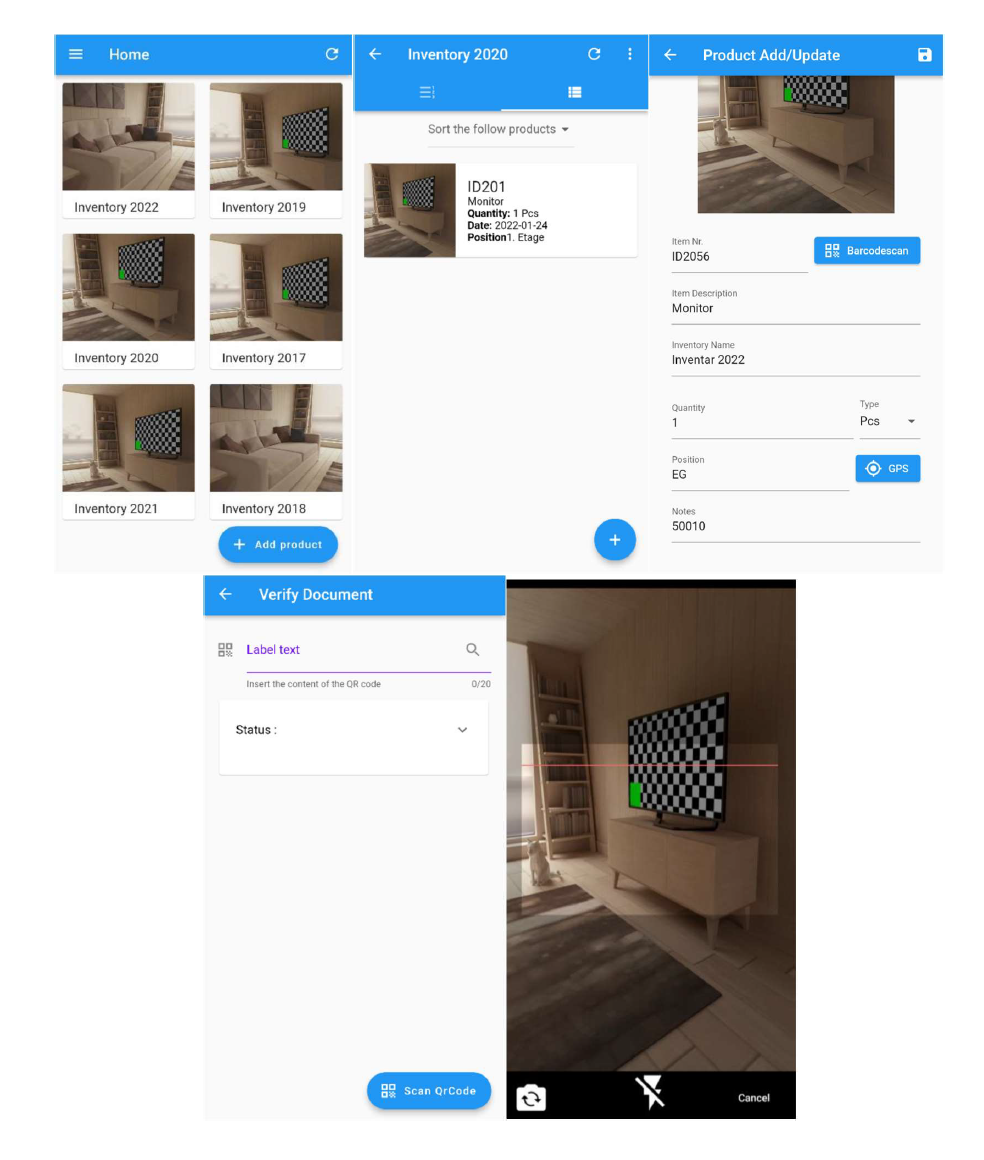 Home
Inventory 2022
Inventory 2019
Inventory 2020
Inventory 2017
Inventory 2021
Inventory 2018
+ Add product
Inventory 2020
Sort the follow products
ID201
Monitor
Quantity: 1 Pcs
Date: 2022-01-24
Position1. Etage
+
Product Add/Update
Item Nr.
ID2056
Barcodescan
Item Description
Monitor
Inventory Name
Inventar 2022
Quantity
1
Type
Pcs
Position
EG
GPS
Notes
50010
Verify Document
Label text
Insert the content of the QR code
0/20
Status :
Scan QrCode
Cancel